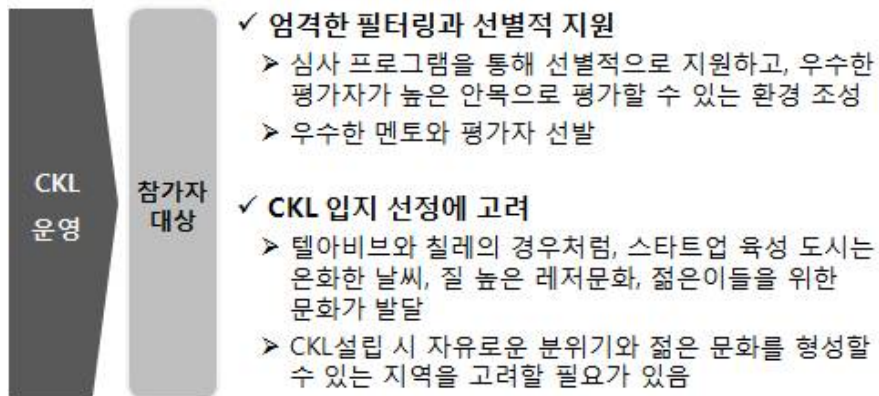 CKL
운영
참가자
대상
✓ 엄격한 필터링과 선별적 지원
➢ 심사 프로그램을 통해 선별적으로 지원하고, 우수한
평가자가 높은 안목으로 평가할 수 있는 환경 조성
➢ 우수한 멘토와 평가자 선발
✓ CKL 입지 선정에 고려
➢ 텔아비브와 칠레의 경우처럼, 스타트업 육성 도시는
온화한 날씨, 질 높은 레저문화, 젊은이들을 위한
문화가 발달
➢ CKL설립 시 자유로운 분위기와 젊은 문화를 형성할
수 있는 지역을 고려할 필요가 있음